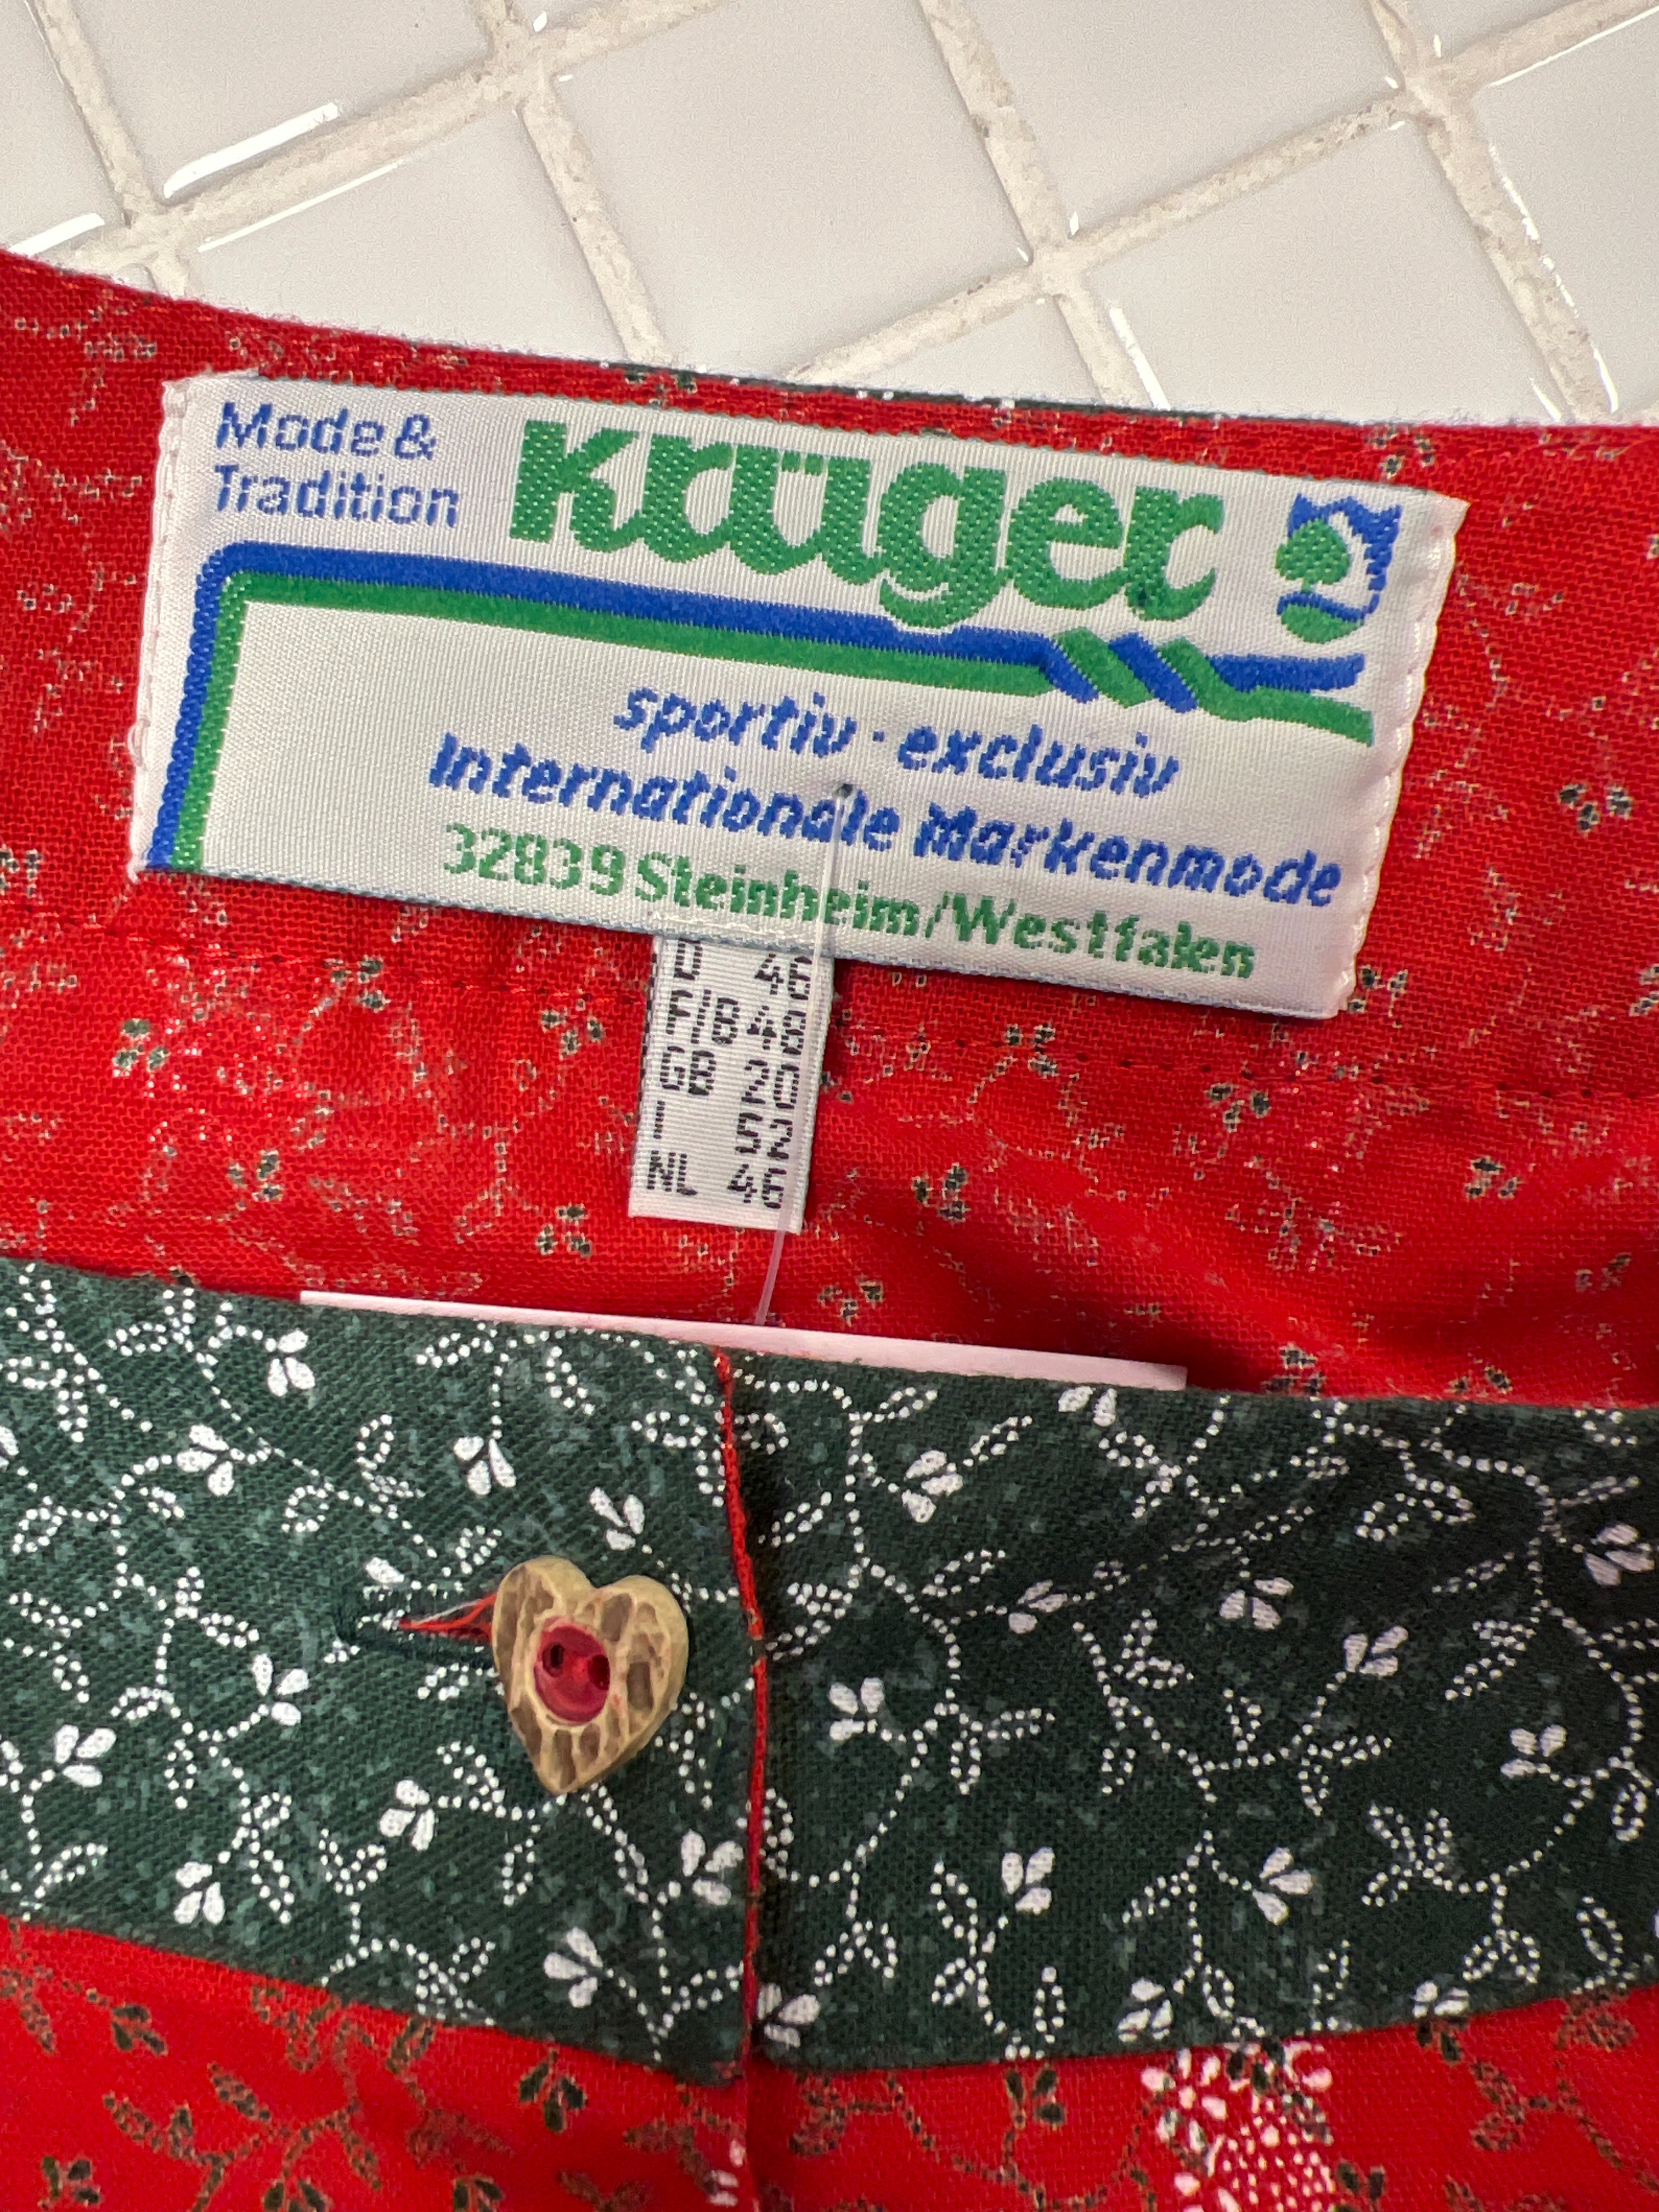 Mode &
Tradition
Krüger
sportiv · exclusiv
Internationale Markenmode
32839 Steinheim/Westfalen
D 46
F/B 48
GB 20
I 52
NL 46